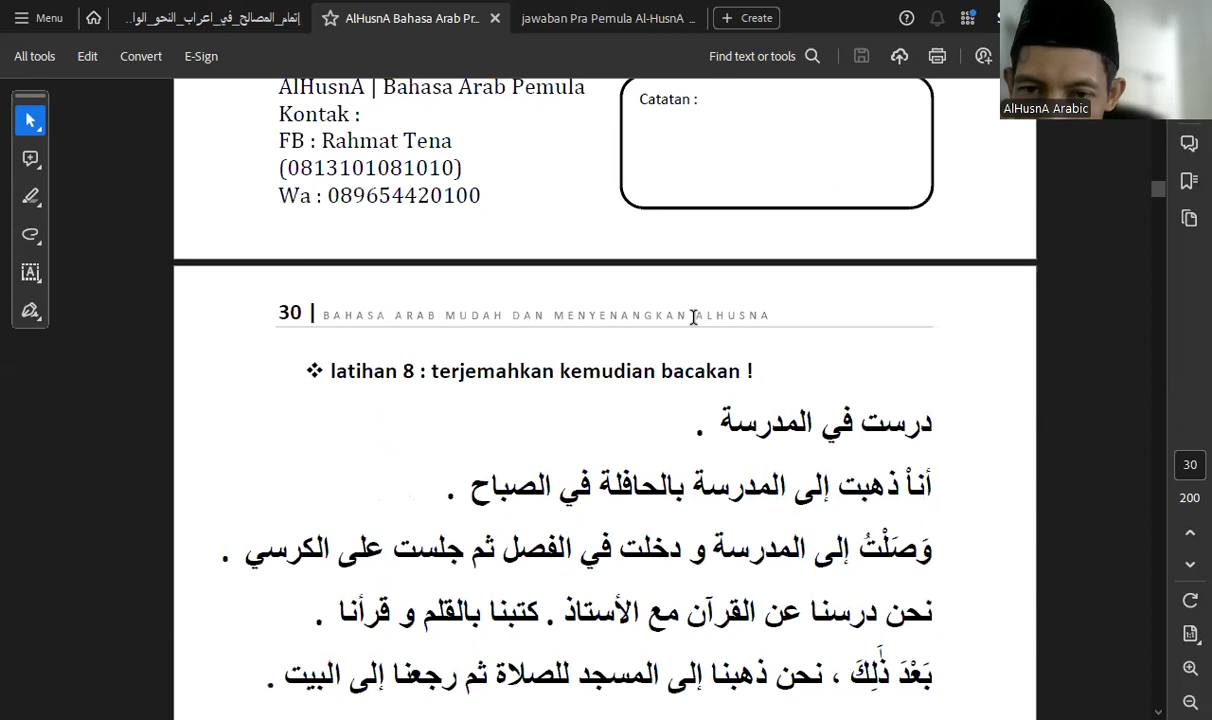 Menu
إتمام_المصالح_في_اعراب_النحو_الوا...
AlHusnA Bahasa Arab Pr...
jawaban Pra Pemula Al-HusnA ...
Create
All tools
Edit
Convert
E-Sign
Find text or tools
AlHusnA Arabic
AlHusnA | Bahasa Arab Pemula
Kontak :
FB : Rahmat Tena
(0813101081010)
Wa : 089654420100
Catatan :
30 | BAHASA ARAB MUDAH DAN MENYENANGKAN ALHUSNA
❖ latihan 8 : terjemahkan kemudian bacakan !
درست في المدرسة .
أناْ ذهبت إلى المدرسة بالحافلة في الصباح .
وَصَلْتُ إلى المدرسة و دخلت في الفصل ثم جلست على الكرسي .
نحن درسنا عن القرآن مع الأستاذ . كتبنا بالقلم و قرأنا .
بَعْدَ ذَٰلِكَ ، نحن ذهبنا إلى المسجد للصلاة ثم رجعنا إلى البيت .
30
200